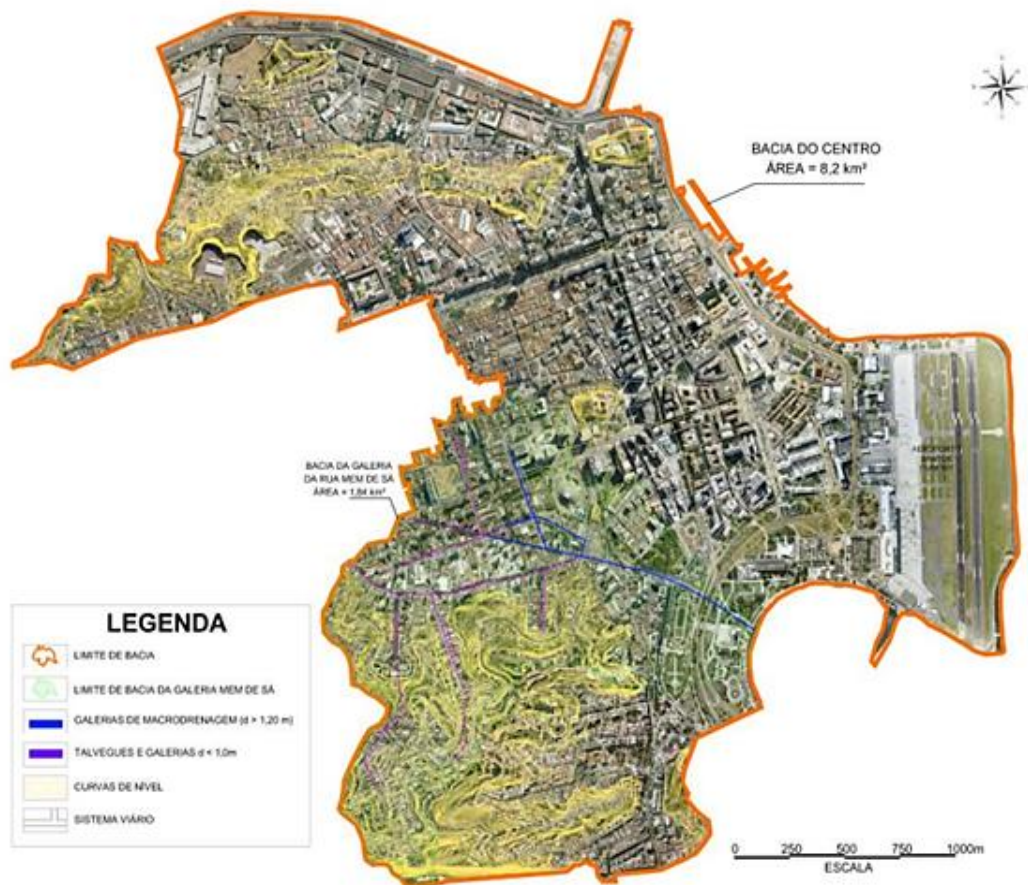 BACIA DO CENTRO
ÁREA = 8,2 km²
BACIA DA GALERIA
DA RUA MEM DE SÁ
ÁREA = 1,84 km²
LEGENDA
LIMITE DE BACIA
LIMITE DE BACIA DA GALERIA MEM DE SÁ
GALERIAS DE MACRODRENAGEM (d > 1,20 m)
TALVEGUES E GALERIAS d < 1,0m
CURVAS DE NIVEL
SISTEMA VIÁRIO
0 250 500 750 1000m
ESCALA